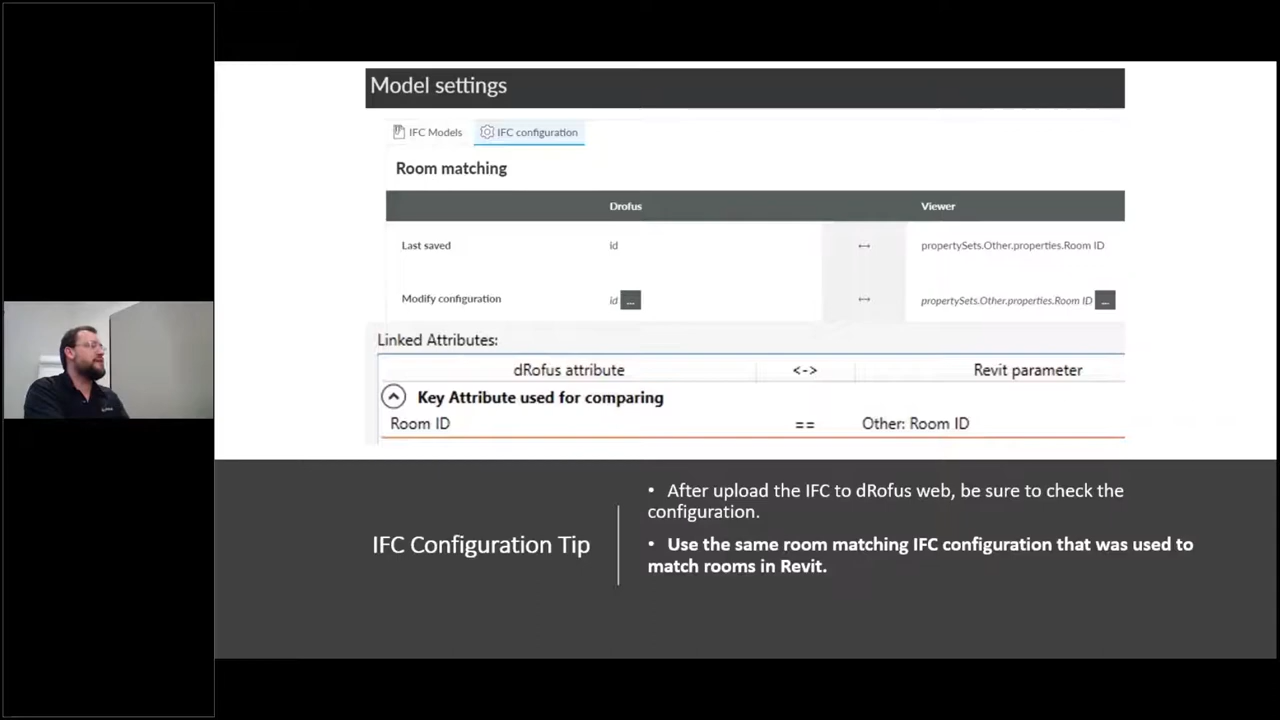 Model settings
IFC Models
IFC configuration
Room matching
Drofus
Viewer
Last saved
id
↔
propertySets.Other.properties.Room ID
Modify configuration
id ...
↔
propertySets.Other.properties.Room ID ...
Linked Attributes:
dRofus attribute
<->
Revit parameter
Key Attribute used for comparing
Room ID
==
Other: Room ID
IFC Configuration Tip
• After upload the IFC to dRofus web, be sure to check the
configuration.
• Use the same room matching IFC configuration that was used to
match rooms in Revit.